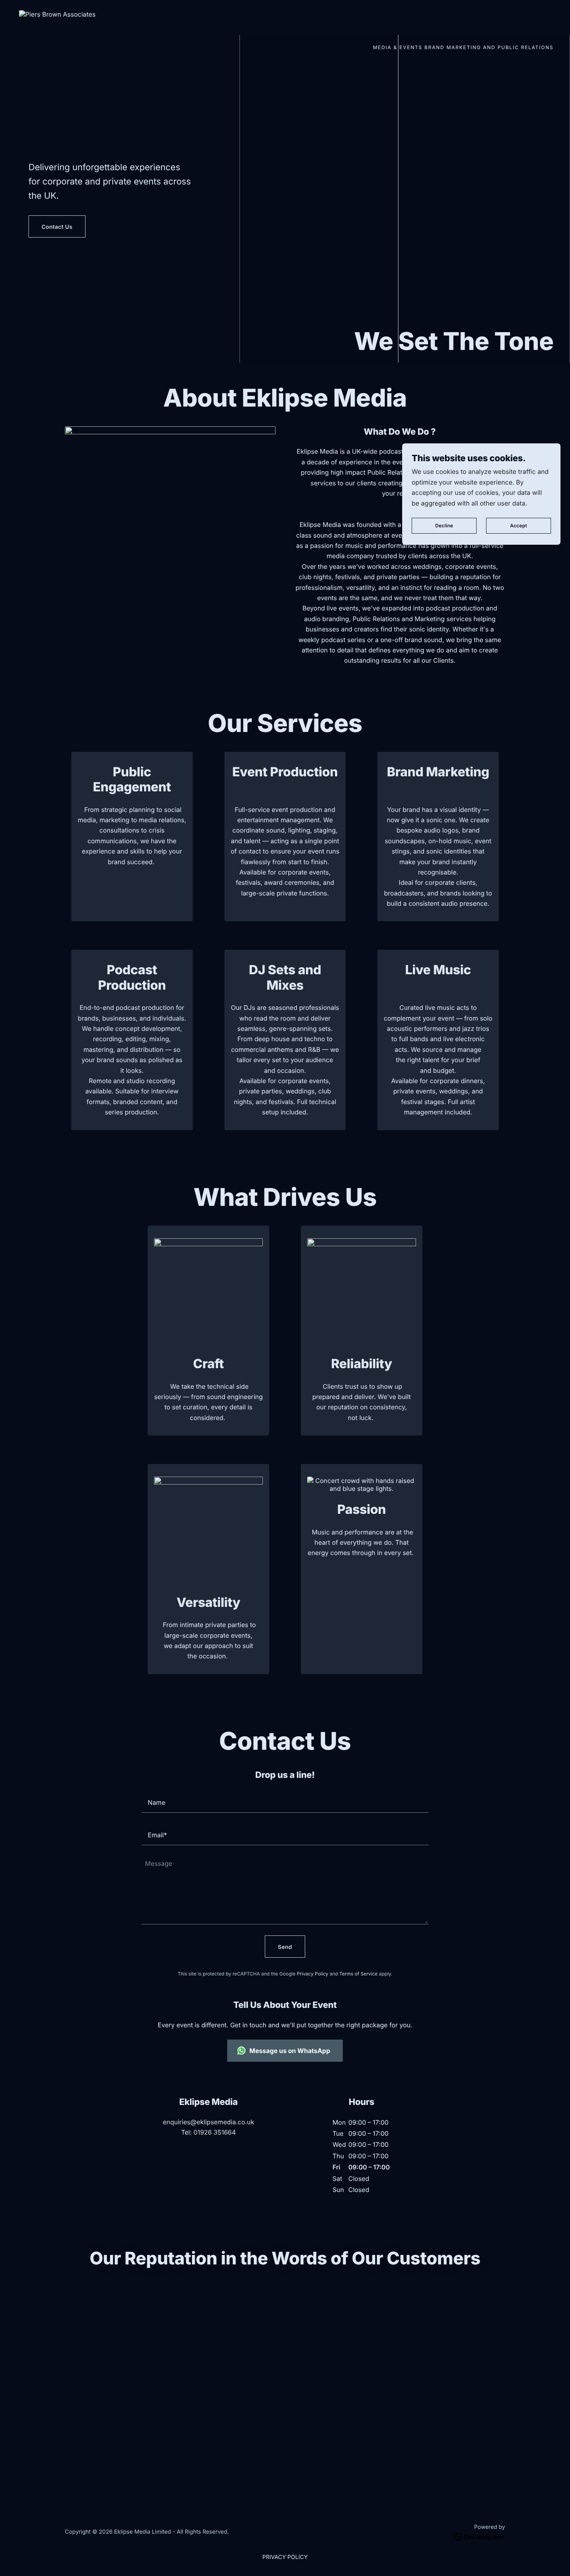 Piers Brown Associates
MEDIA & EVENTS BRAND MARKETING AND PUBLIC RELATIONS
Delivering unforgettable experiences
for corporate and private events across
the UK.
Contact Us
We Set The Tone
About Eklipse Media
What Do We Do ?
Eklipse Media is a UK-wide podcast
a decade of experience in the eve
providing high impact Public Relat
services to our clients creating
your re
This website uses cookies.
We use cookies to analyze website traffic and
optimize your website experience. By
accepting our use of cookies, your data will
be aggregated with all other user data.
Decline
Accept
Eklipse Media was founded with a
class sound and atmosphere at eve
as a passion for music and performance has grown into a full-service
media company trusted by clients across the UK.
Over the years we've worked across weddings, corporate events,
club nights, festivals, and private parties — building a reputation for
professionalism, versatility, and an instinct for reading a room. No two
events are the same, and we never treat them that way.
Beyond live events, we've expanded into podcast production and
audio branding, Public Relations and Marketing services helping
businesses and creators find their sonic identity. Whether it's a
weekly podcast series or a one-off brand sound, we bring the same
attention to detail that defines everything we do and aim to create
outstanding results for all our Clients.
Our Services
Public
Engagement
From strategic planning to social
media, marketing to media relations,
consultations to crisis
communications, we have the
experience and skills to help your
brand succeed.
Event Production
Full-service event production and
entertainment management. We
coordinate sound, lighting, staging,
and talent — acting as a single point
of contact to ensure your event runs
flawlessly from start to finish.
Available for corporate events,
festivals, award ceremonies, and
large-scale private functions.
Brand Marketing
Your brand has a visual identity —
now give it a sonic one. We create
bespoke audio logos, brand
soundscapes, on-hold music, event
stings, and sonic identities that
make your brand instantly
recognisable.
Ideal for corporate clients,
broadcasters, and brands looking to
build a consistent audio presence.
Podcast
Production
End-to-end podcast production for
brands, businesses, and individuals.
We handle concept development,
recording, editing, mixing,
mastering, and distribution — so
your brand sounds as polished as
it looks.
Remote and studio recording
available. Suitable for interview
formats, branded content, and
series production.
DJ Sets and
Mixes
Our DJs are seasoned professionals
who read the room and deliver
seamless, genre-spanning sets.
From deep house and techno to
commercial anthems and R&B — we
tailor every set to your audience
and occasion.
Available for corporate events,
private parties, weddings, club
nights, and festivals. Full technical
setup included.
Live Music
Curated live music acts to
complement your event — from solo
acoustic performers and jazz trios
to full bands and live electronic
acts. We source and manage
the right talent for your brief
and budget.
Available for corporate dinners,
private events, weddings, and
festival stages. Full artist
management included.
What Drives Us
Craft
We take the technical side
seriously — from sound engineering
to set curation, every detail is
considered.
Reliability
Clients trust us to show up
prepared and deliver. We've built
our reputation on consistency,
not luck.
Versatility
From intimate private parties to
large-scale corporate events,
we adapt our approach to suit
the occasion.
Concert crowd with hands raised
and blue stage lights.
Passion
Music and performance are at the
heart of everything we do. That
energy comes through in every set.
Contact Us
Drop us a line!
Name
Email*
Message
Send
This site is protected by reCAPTCHA and the Google Privacy Policy and Terms of Service apply.
Tell Us About Your Event
Every event is different. Get in touch and we'll put together the right package for you.
Message us on WhatsApp
Eklipse Media
enquiries@eklipsemedia.co.uk
Tel: 01926 351664
Hours
Mon 09:00 – 17:00
Tue 09:00 – 17:00
Wed 09:00 – 17:00
Thu 09:00 – 17:00
Fri 09:00 – 17:00
Sat Closed
Sun Closed
Our Reputation in the Words of Our Customers
Copyright © 2026 Eklipse Media Limited - All Rights Reserved.
Powered by
PRIVACY POLICY